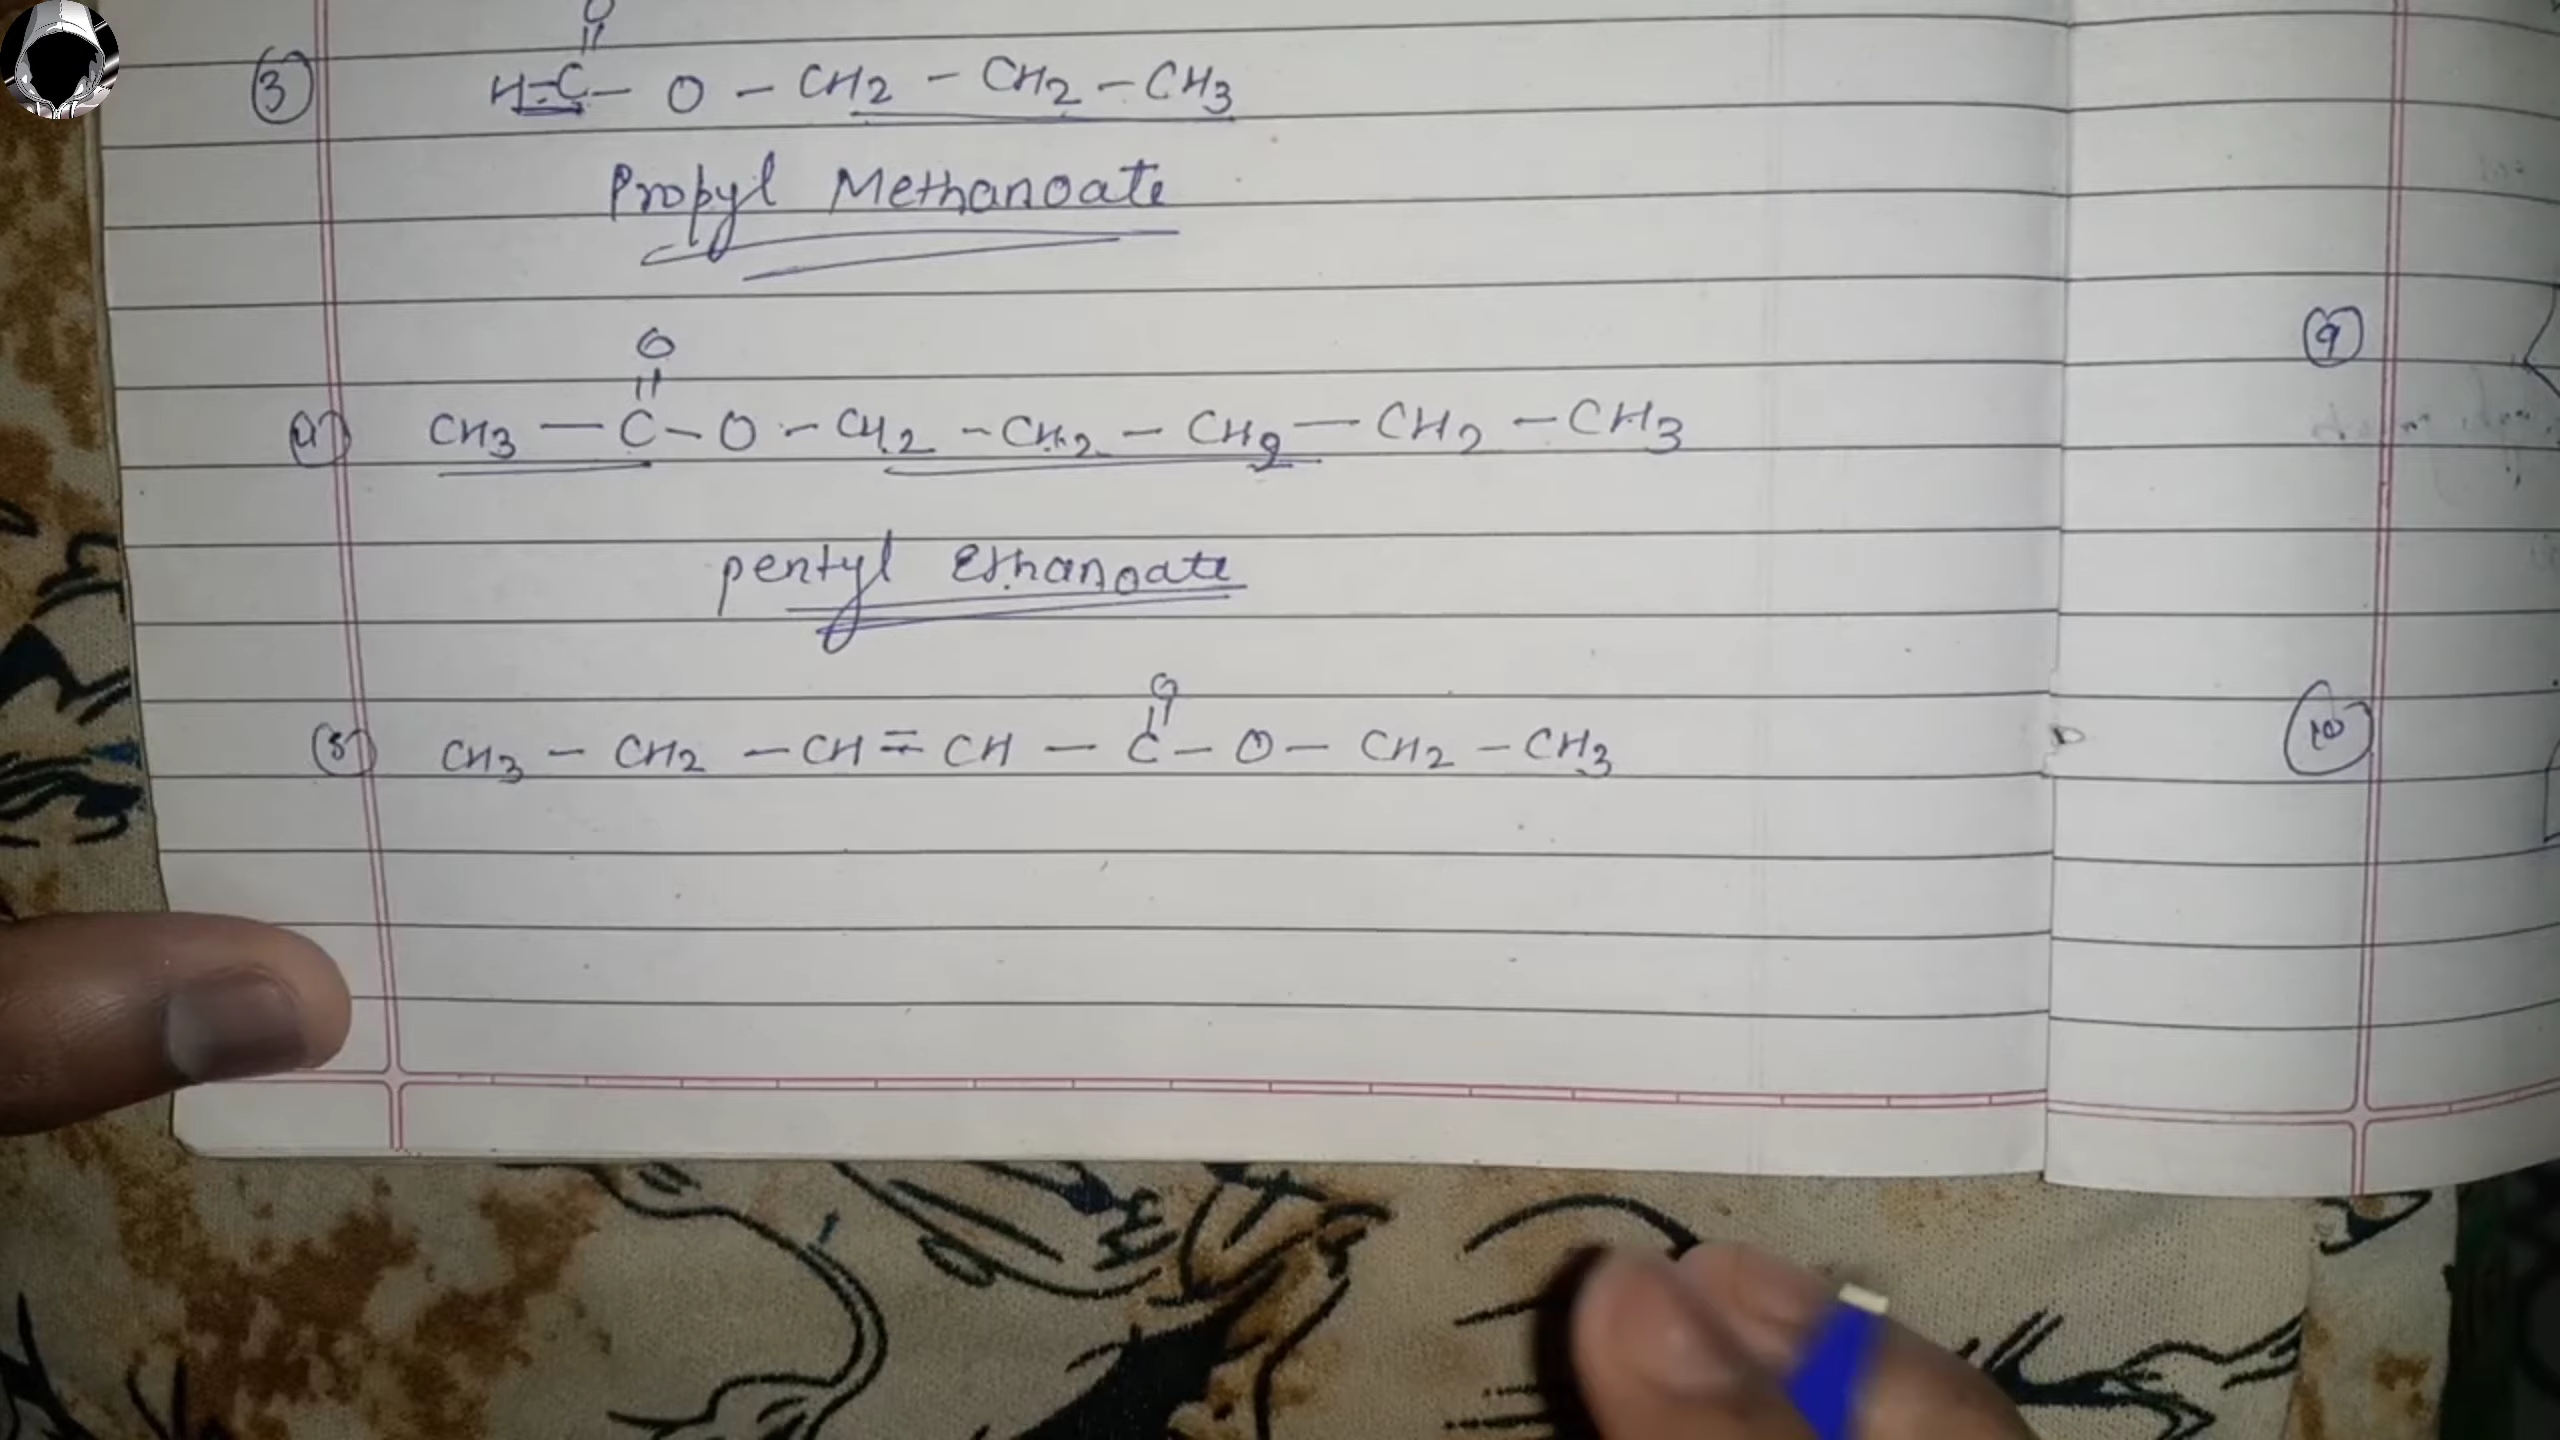 O
||
③ H-C- O - CH2 - CH2 - CH3
Propyl Methanoate
O
||
④ CH3 — C - O - CH2 - CH2 - CH2 — CH2 - CH3
pentyl Ethanoate
O
||
⑤ CH3 - CH2 - CH = CH - C - O - CH2 - CH3
⑨
⑩